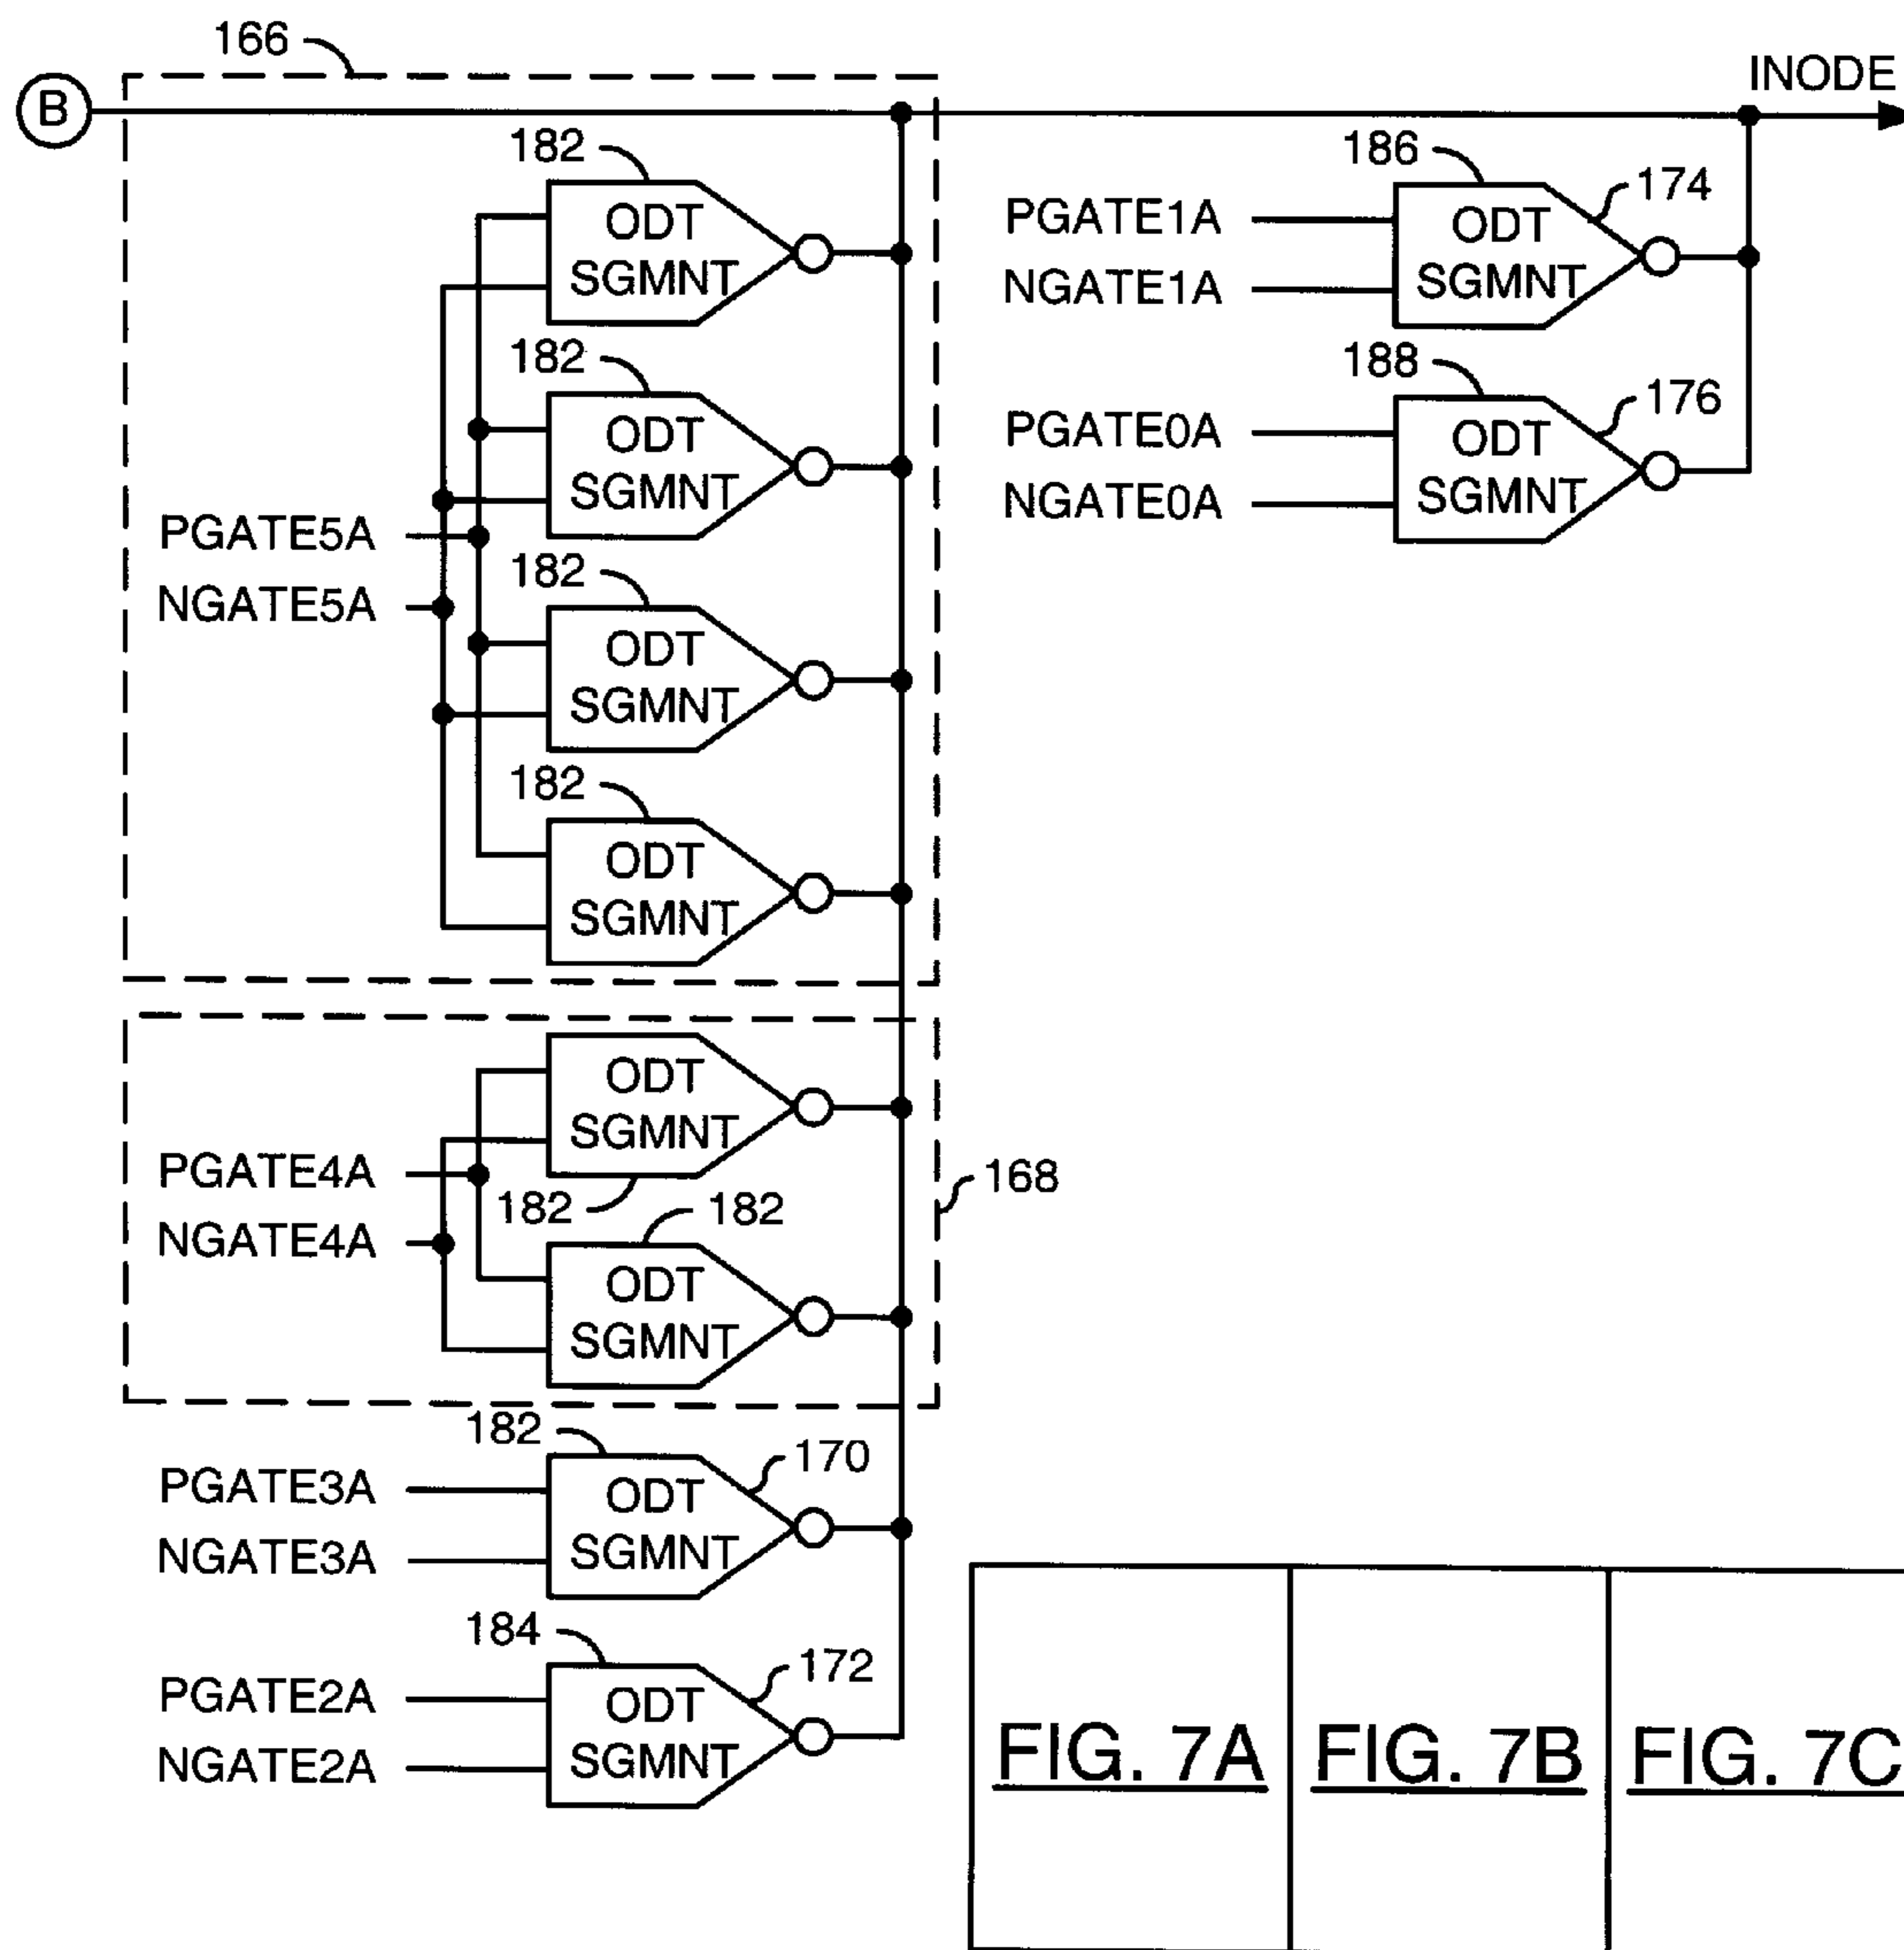 166
B
INODE
182
ODT
SGMNT
182
ODT
SGMNT
PGATE5A
NGATE5A
182
ODT
SGMNT
182
ODT
SGMNT
186
174
PGATE1A
NGATE1A
ODT
SGMNT
188
176
PGATE0A
NGATE0A
ODT
SGMNT
ODT
SGMNT
PGATE4A
NGATE4A
182
182
168
ODT
SGMNT
182
170
PGATE3A
NGATE3A
ODT
SGMNT
184
172
PGATE2A
NGATE2A
ODT
SGMNT
FIG. 7A
FIG. 7B
FIG. 7C